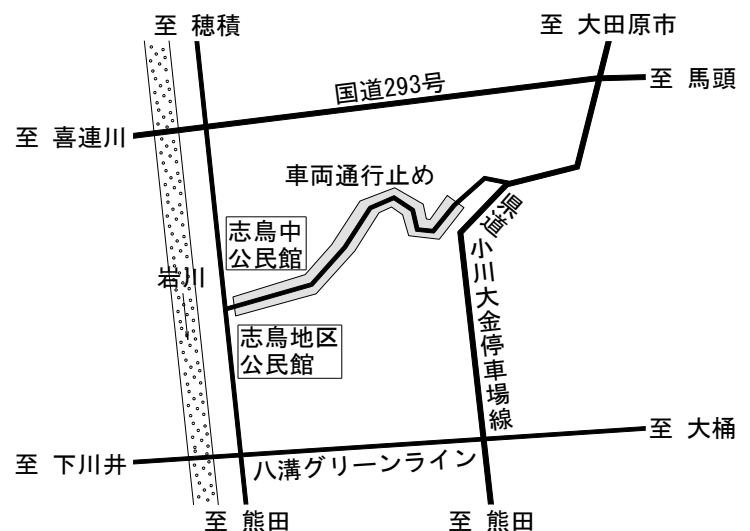 至 穂積
至 大田原市
国道293号
至 馬頭
至 喜連川
車両通行止め
志鳥中
公民館
県道小川大金停車場線
岩川
志鳥地区
公民館
至 大桶
八溝グリーンライン
至 下川井
至 熊田
至 熊田